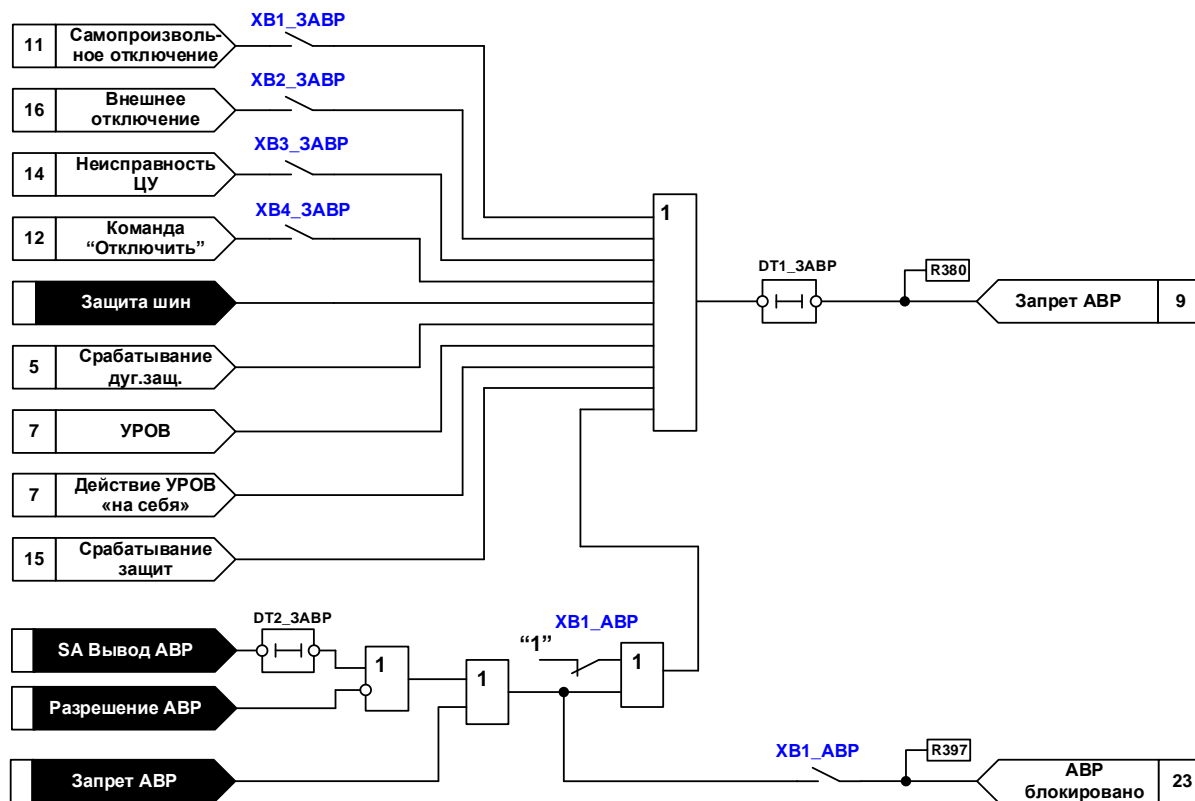 XB1_ЗАВР
11 Самопроизволь-
ное отключение
XB2_ЗАВР
16 Внешнее
отключение
XB3_ЗАВР
14 Неисправность
ЦУ
XB4_ЗАВР
12 Команда
“Отключить”
Защита шин
5 Срабатывание
дуг.защ.
7 УРОВ
7 Действие УРОВ
«на себя»
15 Срабатывание
защит
1
DT1_ЗАВР
R380
Запрет АВР 9
SA Вывод АВР
DT2_ЗАВР
Разрешение АВР
1
Запрет АВР
1
XB1_АВР
“1”
1
XB1_АВР
R397
АВР
блокировано 23